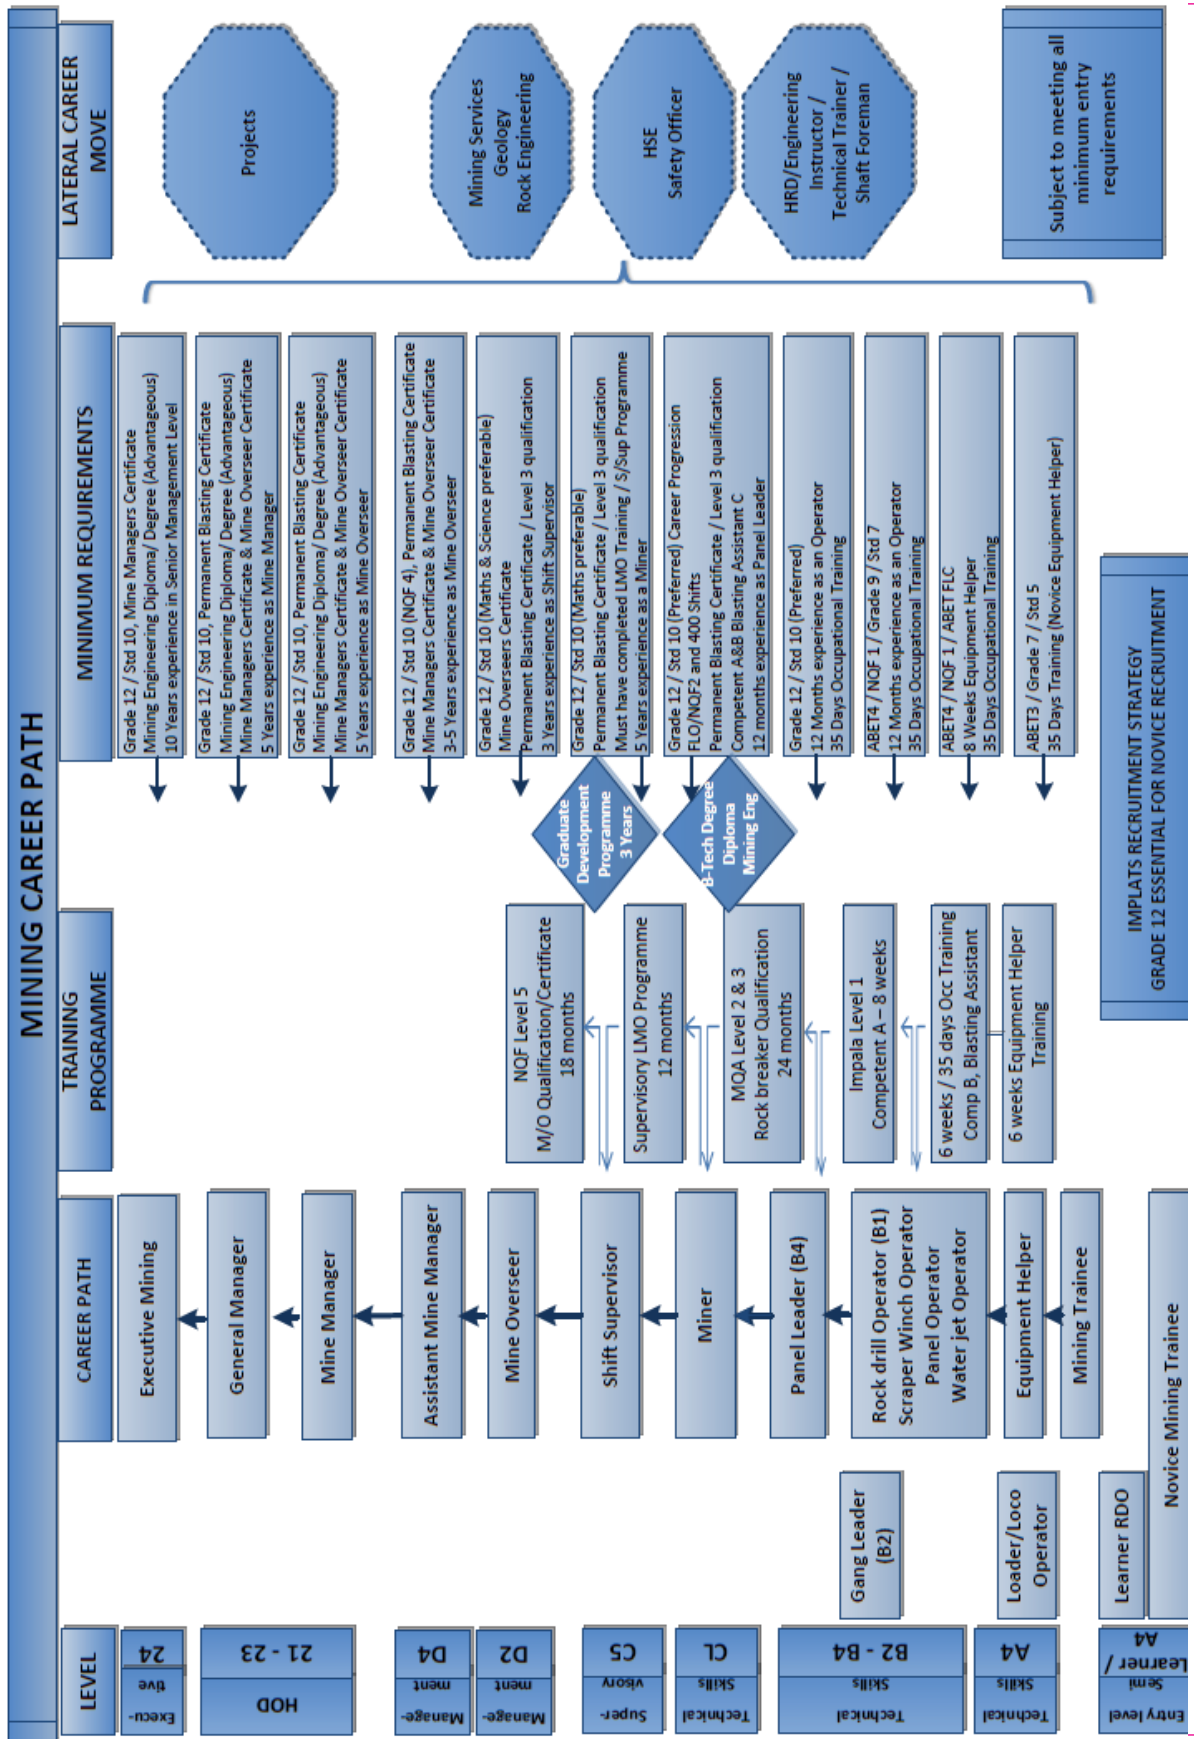 MINING CAREER PATH
LEVEL
CAREER PATH
TRAINING
PROGRAMME
MINIMUM REQUIREMENTS
LATERAL CAREER
MOVE
Execu-
tive
24
HOD
21 - 23
Manage-
ment
D4
Manage-
ment
D2
Super-
visory
C5
Technical
Skills
CL
Technical
Skills
B2 - B4
Technical
Skills
A4
Entry level
Semi
Learner /
A4
Gang Leader
(B2)
Loader/Loco
Operator
Learner RDO
Novice Mining Trainee
Executive Mining
General Manager
Mine Manager
Assistant Mine Manager
Mine Overseer
Shift Supervisor
Miner
Panel Leader (B4)
Rock drill Operator (B1)
Scraper Winch Operator
Panel Operator
Water jet Operator
Equipment Helper
Mining Trainee
NQF Level 5
M/O Qualification/Certificate
18 months
Supervisory LMO Programme
12 months
MQA Level 2 & 3
Rock breaker Qualification
24 months
Impala Level 1
Competent A – 8 weeks
6 weeks / 35 days Occ Training
Comp B, Blasting Assistant
6 weeks Equipment Helper
Training
Graduate
Development
Programme
3 Years
B-Tech Degree
Diploma
Mining Eng
Grade 12 / Std 10, Mine Managers Certificate
Mining Engineering Diploma/ Degree (Advantageous)
10 Years experience in Senior Management Level
Grade 12 / Std 10, Permanent Blasting Certificate
Mining Engineering Diploma/ Degree (Advantageous)
Mine Managers Certificate & Mine Overseer Certificate
5 Years experience as Mine Manager
Grade 12 / Std 10, Permanent Blasting Certificate
Mining Engineering Diploma/ Degree (Advantageous)
Mine Managers Certificate & Mine Overseer Certificate
5 Years experience as Mine Overseer
Grade 12 / Std 10 (NQF 4), Permanent Blasting Certificate
Mine Managers Certificate & Mine Overseer Certificate
3-5 Years experience as Mine Overseer
Grade 12 / Std 10 (Maths & Science preferable)
Mine Overseers Certificate
Permanent Blasting Certificate / Level 3 qualification
3 Years experience as Shift Supervisor
Grade 12 / Std 10 (Maths preferable)
Permanent Blasting Certificate / Level 3 qualification
Must have completed LMO Training / S/Sup Programme
5 Years experience as a Miner
Grade 12 / Std 10 (Preferred) Career Progression
FLO/NQF2 and 400 Shifts
Permanent Blasting Certificate / Level 3 qualification
Competent A&B Blasting Assistant C
12 months experience as Panel Leader
Grade 12 / Std 10 (Preferred)
12 Months experience as an Operator
35 Days Occupational Training
ABET4 / NQF 1 / Grade 9 / Std 7
12 Months experience as an Operator
35 Days Occupational Training
ABET4 / NQF 1 / ABET FLC
8 Weeks Equipment Helper
35 Days Occupational Training
ABET3 / Grade 7 / Std 5
35 Days Training (Novice Equipment Helper)
Projects
Mining Services
Geology
Rock Engineering
HSE
Safety Officer
HRD/Engineering
Instructor /
Technical Trainer /
Shaft Foreman
Subject to meeting all
minimum entry
requirements
IMPLATS RECRUITMENT STRATEGY
GRADE 12 ESSENTIAL FOR NOVICE RECRUITMENT